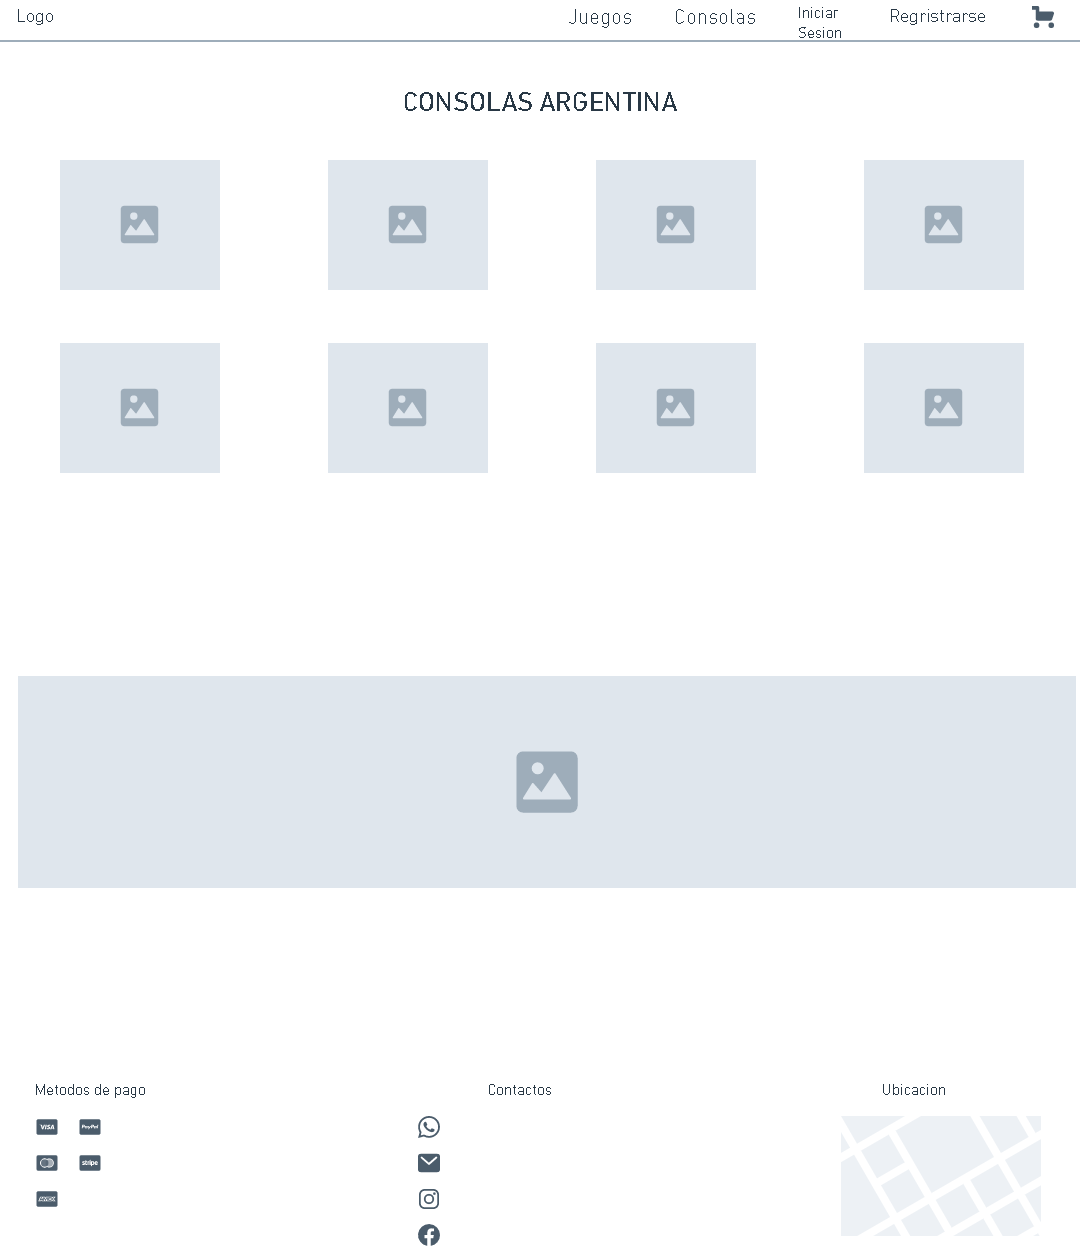 Logo
Juegos
Consolas
Iniciar
Sesion
Regristrarse
CONSOLAS ARGENTINA
Metodos de pago
Contactos
Ubicacion
VISA
PayPal
stripe
AMEX